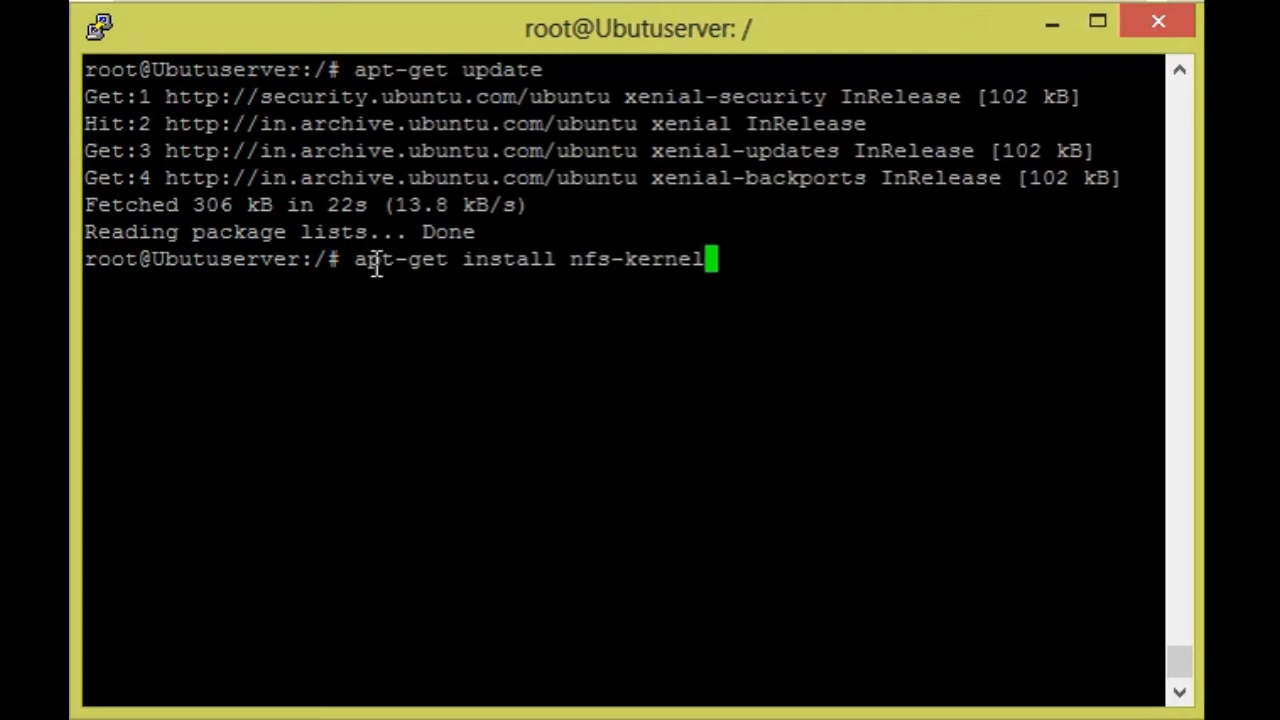 root@Ubutuserver: /
root@Ubutuserver:/# apt-get update
Get:1 http://security.ubuntu.com/ubuntu xenial-security InRelease [102 kB]
Hit:2 http://in.archive.ubuntu.com/ubuntu xenial InRelease
Get:3 http://in.archive.ubuntu.com/ubuntu xenial-updates InRelease [102 kB]
Get:4 http://in.archive.ubuntu.com/ubuntu xenial-backports InRelease [102 kB]
Fetched 306 kB in 22s (13.8 kB/s)
Reading package lists... Done
root@Ubutuserver:/# apt-get install nfs-kernel